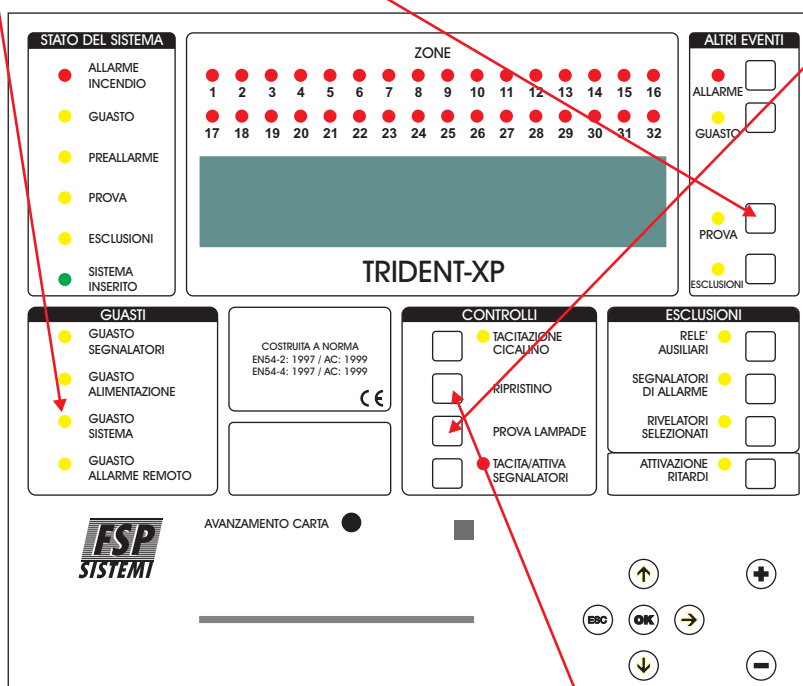 STATO DEL SISTEMA
ALLARME
INCENDIO
GUASTO
PREALLARME
PROVA
ESCLUSIONI
SISTEMA
INSERITO
ZONE
1 2 3 4 5 6 7 8 9 10 11 12 13 14 15 16
17 18 19 20 21 22 23 24 25 26 27 28 29 30 31 32
TRIDENT-XP
ALTRI EVENTI
ALLARME
GUASTO
PROVA
ESCLUSIONI
GUASTI
GUASTO
SEGNALATORI
GUASTO
ALIMENTAZIONE
GUASTO
SISTEMA
GUASTO
ALLARME REMOTO
COSTRUITA A NORMA
EN54-2: 1997 / AC: 1999
EN54-4: 1997 / AC: 1999
CE
CONTROLLI
TACITAZIONE
CICALINO
RIPRISTINO
PROVA LAMPADE
TACITA/ATTIVA
SEGNALATORI
ESCLUSIONI
RELE'
AUSILIARI
SEGNALATORI
DI ALLARME
RIVELATORI
SELEZIONATI
ATTIVAZIONE
RITARDI
FSP
SISTEMI
AVANZAMENTO CARTA
ESC OK